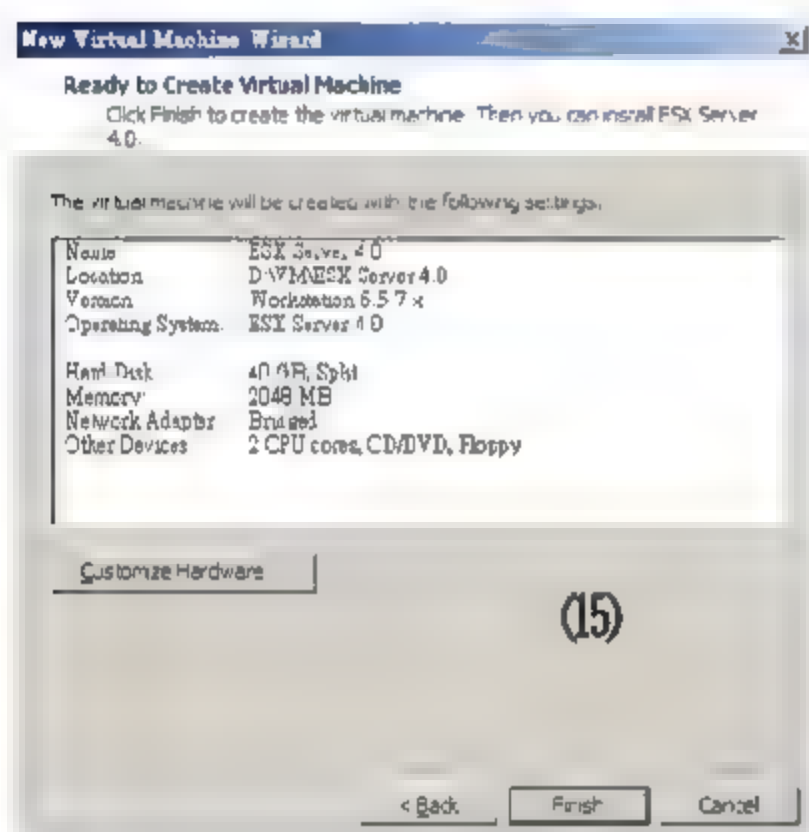 New Virtual Machine Wizard
Ready to Create Virtual Machine
Click Finish to create the virtual machine. Then you can install ESX Server
4.0.
The virtual machine will be created with the following settings:
Name ESX Server 4.0
Location D:\VM\ESX Server 4.0
Version Workstation 6.5-7.x
Operating System: ESX Server 4.0
Hard Disk 40 GB, Split
Memory: 2048 MB
Network Adapter Bridged
Other Devices 2 CPU cores, CD/DVD, Floppy
Customize Hardware
(15)
< Back Finish Cancel